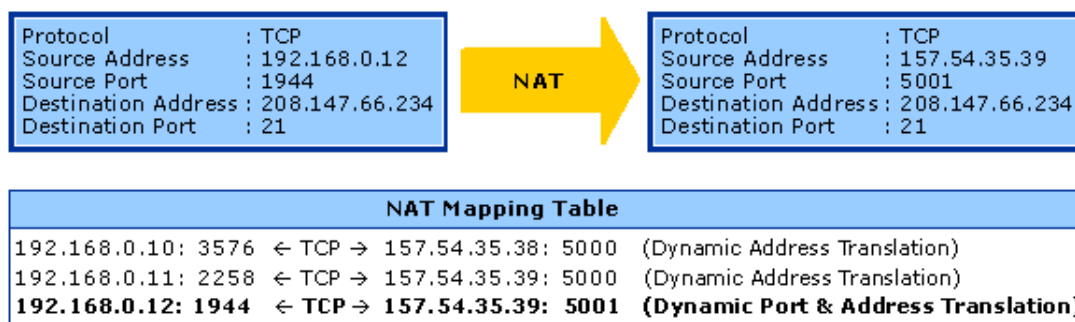 Protocol : TCP
Source Address : 192.168.0.12
Source Port : 1944
Destination Address : 208.147.66.234
Destination Port : 21
NAT
Protocol : TCP
Source Address : 157.54.35.39
Source Port : 5001
Destination Address : 208.147.66.234
Destination Port : 21
NAT Mapping Table
192.168.0.10: 3576 ← TCP → 157.54.35.38: 5000 (Dynamic Address Translation)
192.168.0.11: 2258 ← TCP → 157.54.35.39: 5000 (Dynamic Address Translation)
192.168.0.12: 1944 ← TCP → 157.54.35.39: 5001 (Dynamic Port & Address Translation)